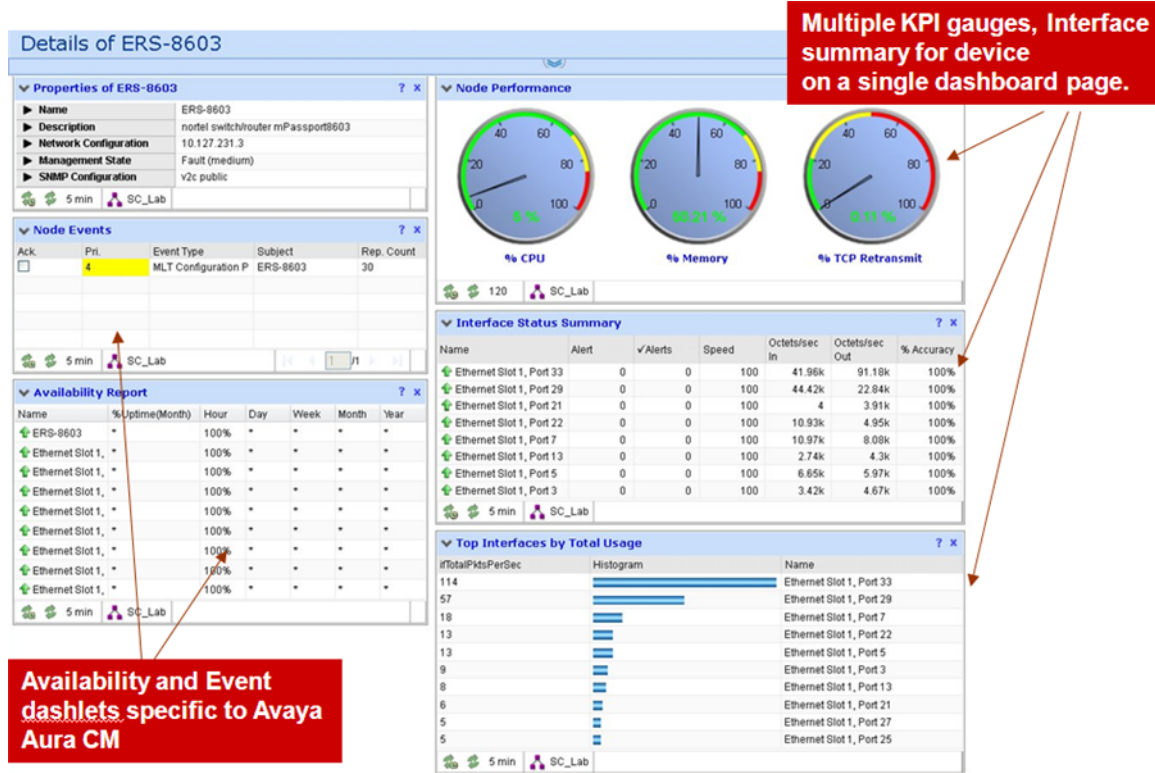 Multiple KPI gauges, Interface
summary for device
on a single dashboard page.
Details of ERS-8603
Properties of ERS-8603 ? x
Name ERS-8603
Description nortel switch/router mPassport8603
Network Configuration 10.127.231.3
Management State Fault (medium)
SNMP Configuration v2c public
5 min SC_Lab
Node Events ? x
Ack. Pri. Event Type Subject Rep. Count
4 MLT Configuration P ERS-8603 30
5 min SC_Lab 1 /1
Availability Report ? x
Name %Uptime(Month) Hour Day Week Month Year
ERS-8603 100% * * * *
Ethernet Slot 1, * 100% * * * *
Ethernet Slot 1, * 100% * * * *
Ethernet Slot 1, * 100% * * * *
Ethernet Slot 1, * 100% * * * *
Ethernet Slot 1, * 100% * * * *
Ethernet Slot 1, * 100% * * * *
Ethernet Slot 1, * 100% * * * *
Ethernet Slot 1, * 100% * * * *
5 min SC_Lab
Availability and Event
dashlets specific to Avaya
Aura CM
Node Performance
0 20 40 60 80 100
0 20 40 60 80 100
0 20 40 60 80 100
% 0.11 %
% CPU % Memory % TCP Retransmit
120 SC_Lab
Interface Status Summary ? x
Name Alert ✓Alerts Speed Octets/sec In Octets/sec Out % Accuracy
Ethernet Slot 1, Port 33 0 0 100 41.96k 91.18k 100%
Ethernet Slot 1, Port 29 0 0 100 44.42k 22.84k 100%
Ethernet Slot 1, Port 21 0 0 100 4 3.91k 100%
Ethernet Slot 1, Port 22 0 0 100 10.93k 4.95k 100%
Ethernet Slot 1, Port 7 0 0 100 10.97k 8.08k 100%
Ethernet Slot 1, Port 13 0 0 100 2.74k 4.3k 100%
Ethernet Slot 1, Port 5 0 0 100 6.65k 5.97k 100%
Ethernet Slot 1, Port 3 0 0 100 3.42k 4.67k 100%
5 min SC_Lab
Top Interfaces by Total Usage ? x
ifTotalPktsPerSec Histogram Name
114 Ethernet Slot 1, Port 33
57 Ethernet Slot 1, Port 29
18 Ethernet Slot 1, Port 7
13 Ethernet Slot 1, Port 22
13 Ethernet Slot 1, Port 5
9 Ethernet Slot 1, Port 3
8 Ethernet Slot 1, Port 13
6 Ethernet Slot 1, Port 21
5 Ethernet Slot 1, Port 27
5 Ethernet Slot 1, Port 25
5 min SC_Lab